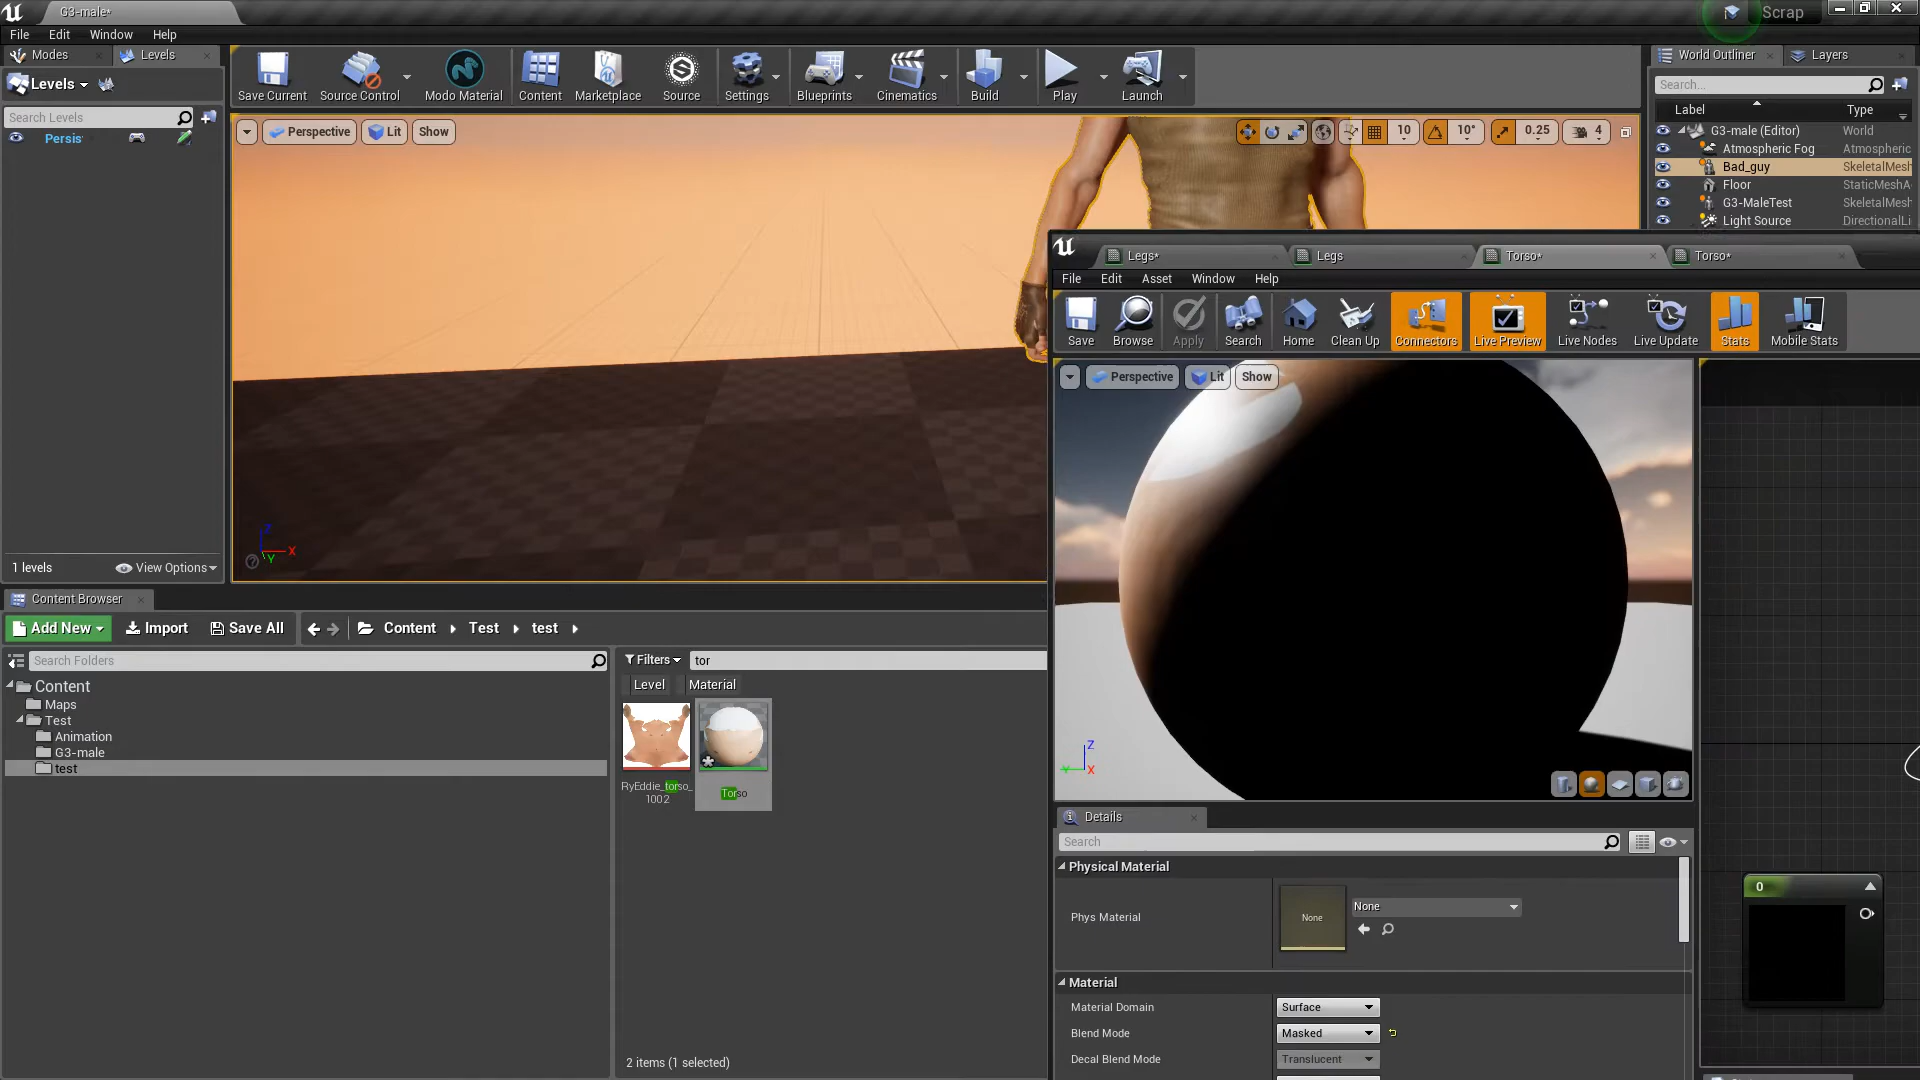 G3-male*
Scrap
File Edit Window Help
Modes
Levels
Levels
Search Levels
Persis
1 levels
View Options
Save Current
Source Control
Modo Material
Content
Marketplace
Source
Settings
Blueprints
Cinematics
Build
Play
Launch
Perspective
Lit
Show
10
10°
0.25
4
Z
X
Y
World Outliner
Layers
Search...
Label
Type
G3-male (Editor) World
Atmospheric Fog Atmospheric
Bad_guy SkeletalMesh
Floor StaticMeshA
G3-MaleTest SkeletalMesh
Light Source DirectionalLi
Legs*
Legs
Torso*
Torso*
File Edit Asset Window Help
Save
Browse
Apply
Search
Home
Clean Up
Connectors
Live Preview
Live Nodes
Live Update
Stats
Mobile Stats
Perspective
Lit
Show
Z
Y
X
Details
Search
Physical Material
Phys Material
None
None
Material
Material Domain Surface
Blend Mode Masked
Decal Blend Mode Translucent
0
Content Browser
Add New
Import
Save All
Content
Test
test
Search Folders
Content
Maps
Test
Animation
G3-male
test
Filters
tor
Level
Material
RyEddie_torso_
1002
Torso
2 items (1 selected)